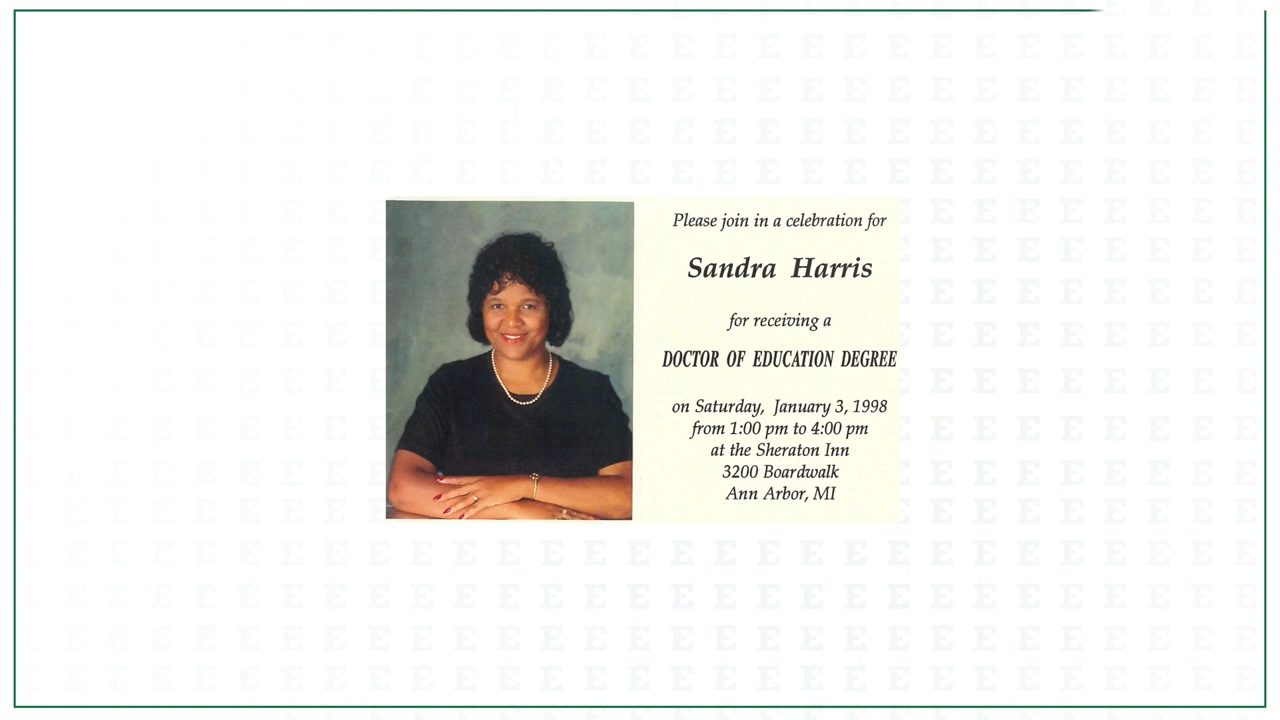 Please join in a celebration for
Sandra Harris
for receiving a
DOCTOR OF EDUCATION DEGREE
on Saturday, January 3, 1998
from 1:00 pm to 4:00 pm
at the Sheraton Inn
3200 Boardwalk
Ann Arbor, MI